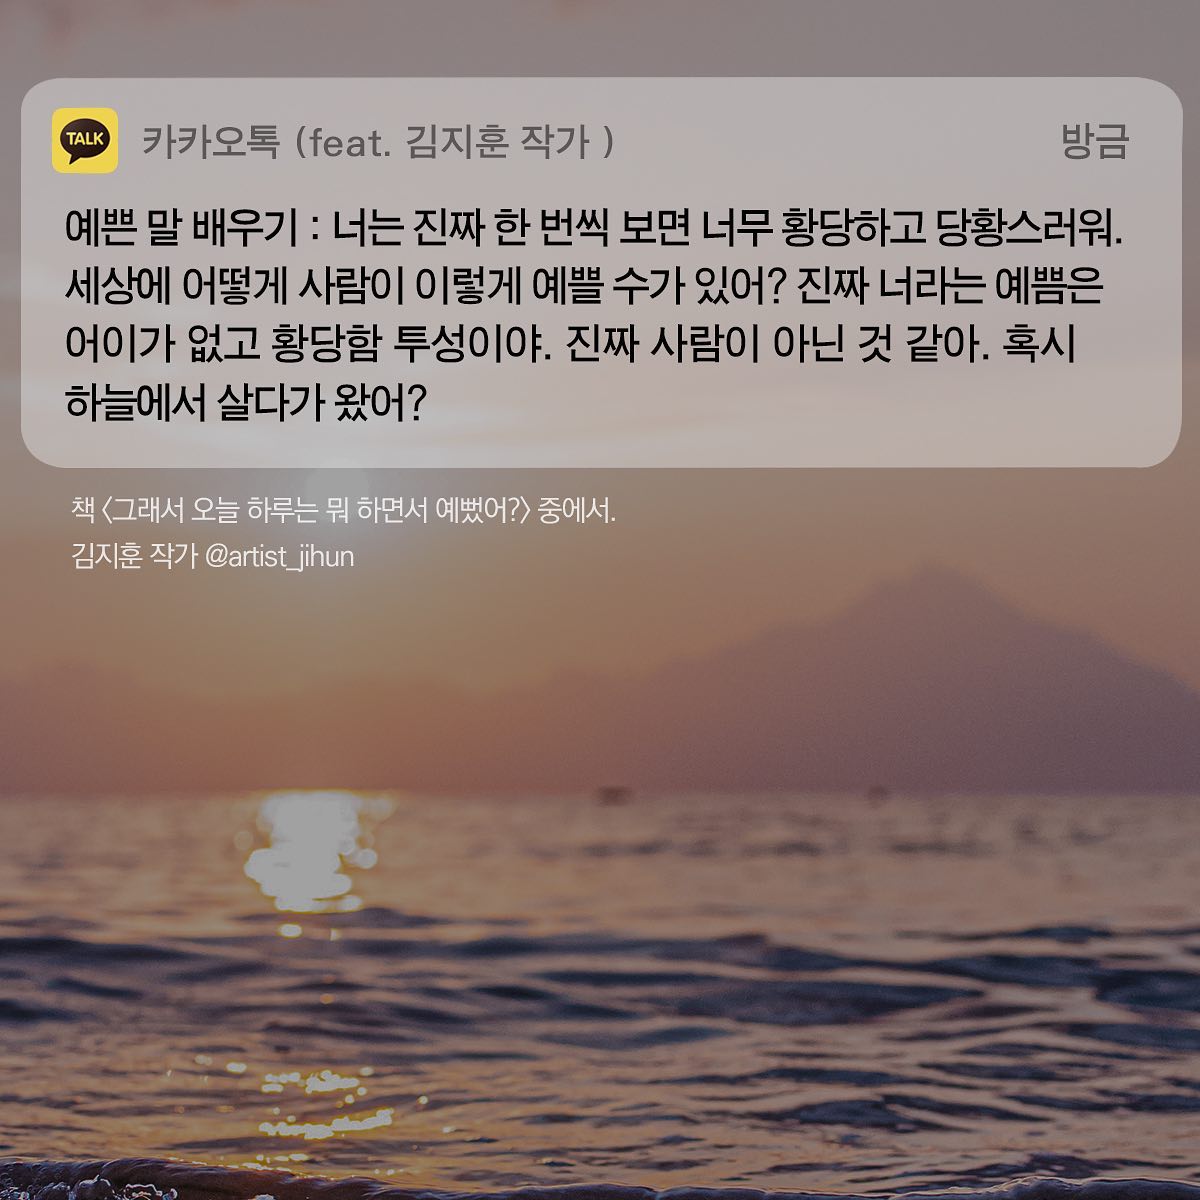 TALK 카카오톡 (feat. 김지훈 작가 ) 방금
예쁜 말 배우기 : 너는 진짜 한 번씩 보면 너무 황당하고 당황스러워.
세상에 어떻게 사람이 이렇게 예쁠 수가 있어? 진짜 너라는 예쁨은
어이가 없고 황당함 투성이야. 진짜 사람이 아닌 것 같아. 혹시
하늘에서 살다가 왔어?
책 <그래서 오늘 하루는 뭐 하면서 예뻤어?> 중에서.
김지훈 작가 @artist_jihun